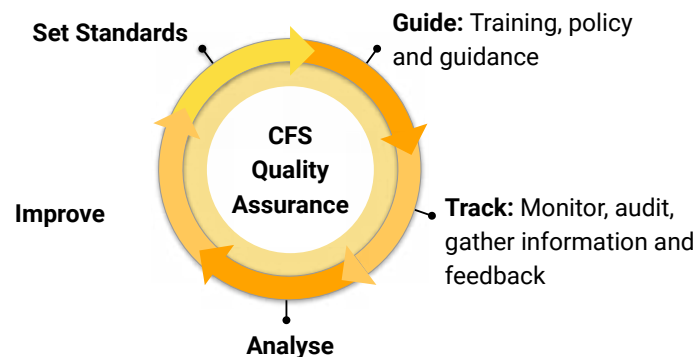 Set Standards
Guide: Training, policy
and guidance
CFS
Quality
Assurance
Improve
Track: Monitor, audit,
gather information and
feedback
Analyse